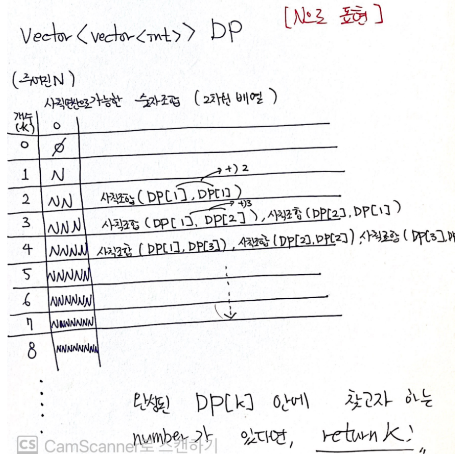 [N으로 표현]
Vector<vector<int>> DP
(주어진N)
사칙연산으로가능한 숫자조합 (2차원 배열)
개수
(K) 0
0 ∅
1 N
+) 2
2 NN 사칙조합(DP[1], DP[1])
+)3
3 NNN 사칙조합(DP[1], DP[2]), 사칙조합(DP[2], DP[1])
4 NNNN 사칙조합(DP[1], DP[3]), 사칙조합(DP[2], DP[2]), 사칙조합(DP[3],
5 NNNNN
6 NNNNNN
7 NNNNNNN
8 NNNNNNNN
완성된 DP[k] 안에 찾고자 하는
number가 있다면, return K;
CS CamScanner로 스캔하기